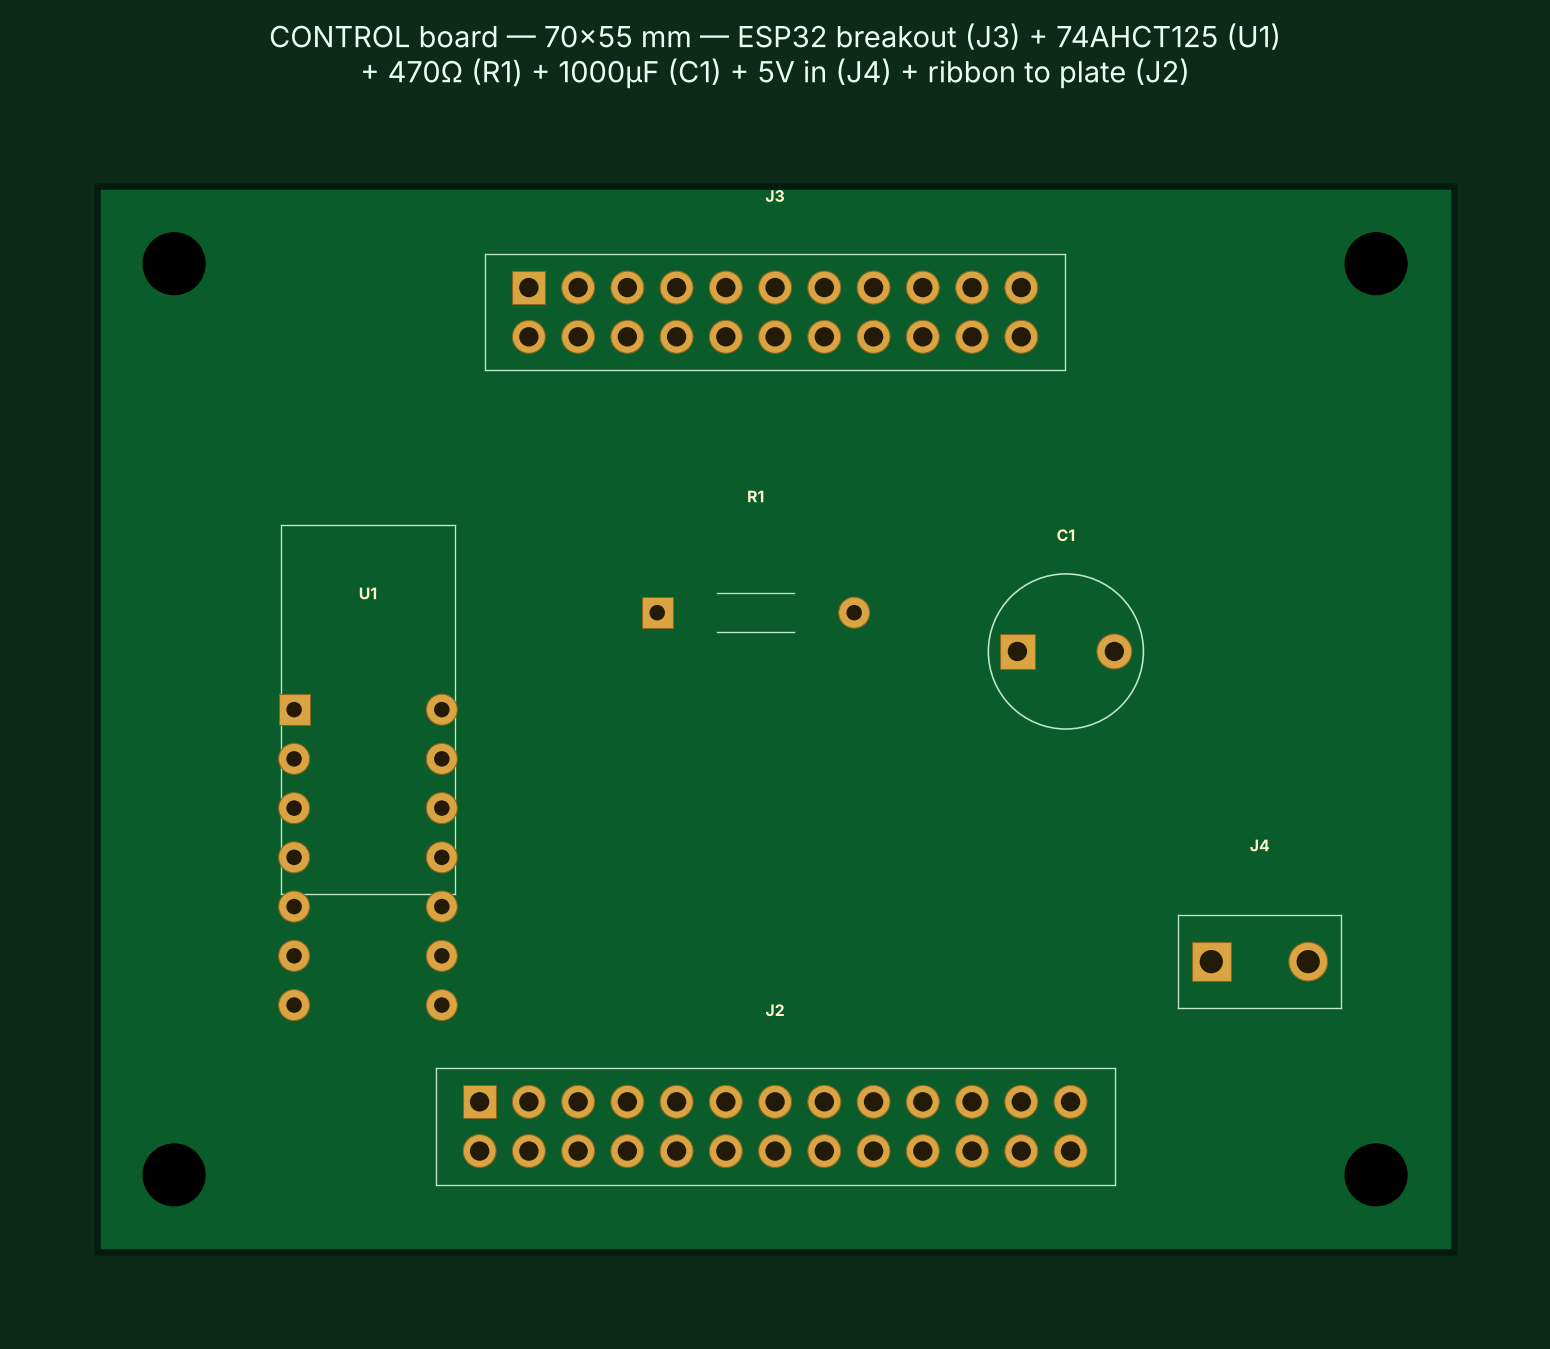 CONTROL board — 70×55 mm — ESP32 breakout (J3) + 74AHCT125 (U1)
+ 470Ω (R1) + 1000µF (C1) + 5V in (J4) + ribbon to plate (J2)
J3
R1
C1
U1
J4
J2